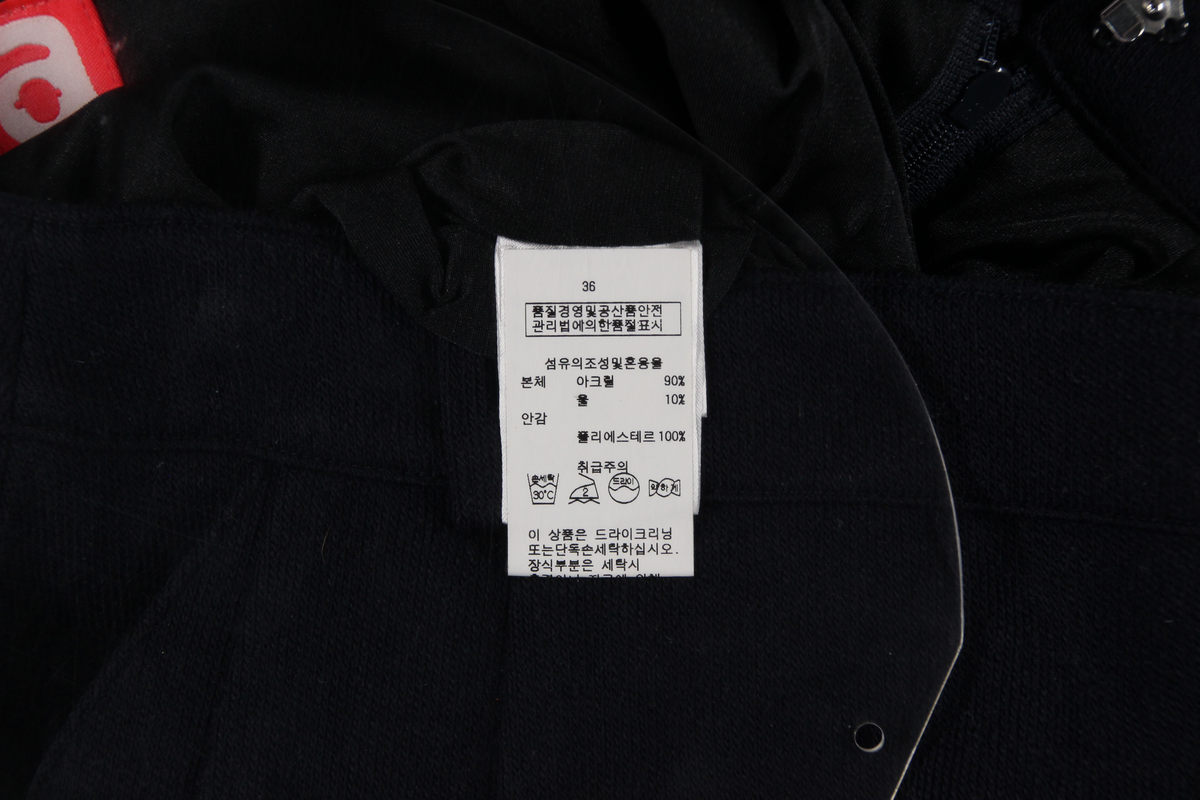 36
품질경영및공산품안전
관리법에의한품질표시
섬유의조성및혼용율
본체 아크릴 90%
울 10%
안감
폴리에스테르 100%
취급주의
손세탁 드라이 약하게
30℃ 2
이 상품은 드라이크리닝
또는단독손세탁하십시오.
장식부분은 세탁시